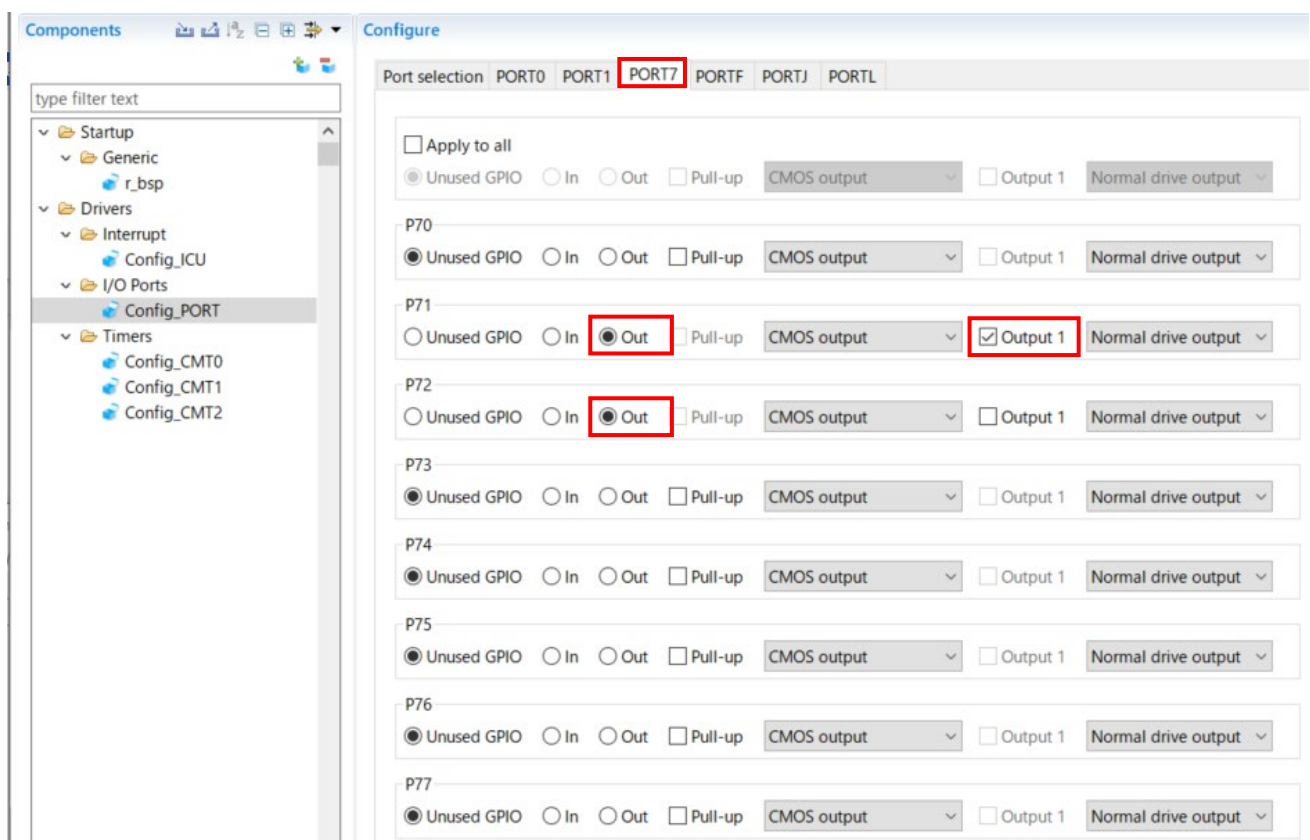 Components
Configure
Port selection PORT0 PORT1 PORT7 PORTF PORTJ PORTL
type filter text
Startup
Generic
r_bsp
Drivers
Interrupt
Config_ICU
I/O Ports
Config_PORT
Timers
Config_CMT0
Config_CMT1
Config_CMT2
Apply to all
Unused GPIO In Out Pull-up CMOS output Output 1 Normal drive output
P70
Unused GPIO In Out Pull-up CMOS output Output 1 Normal drive output
P71
Unused GPIO In Out Pull-up CMOS output Output 1 Normal drive output
P72
Unused GPIO In Out Pull-up CMOS output Output 1 Normal drive output
P73
Unused GPIO In Out Pull-up CMOS output Output 1 Normal drive output
P74
Unused GPIO In Out Pull-up CMOS output Output 1 Normal drive output
P75
Unused GPIO In Out Pull-up CMOS output Output 1 Normal drive output
P76
Unused GPIO In Out Pull-up CMOS output Output 1 Normal drive output
P77
Unused GPIO In Out Pull-up CMOS output Output 1 Normal drive output